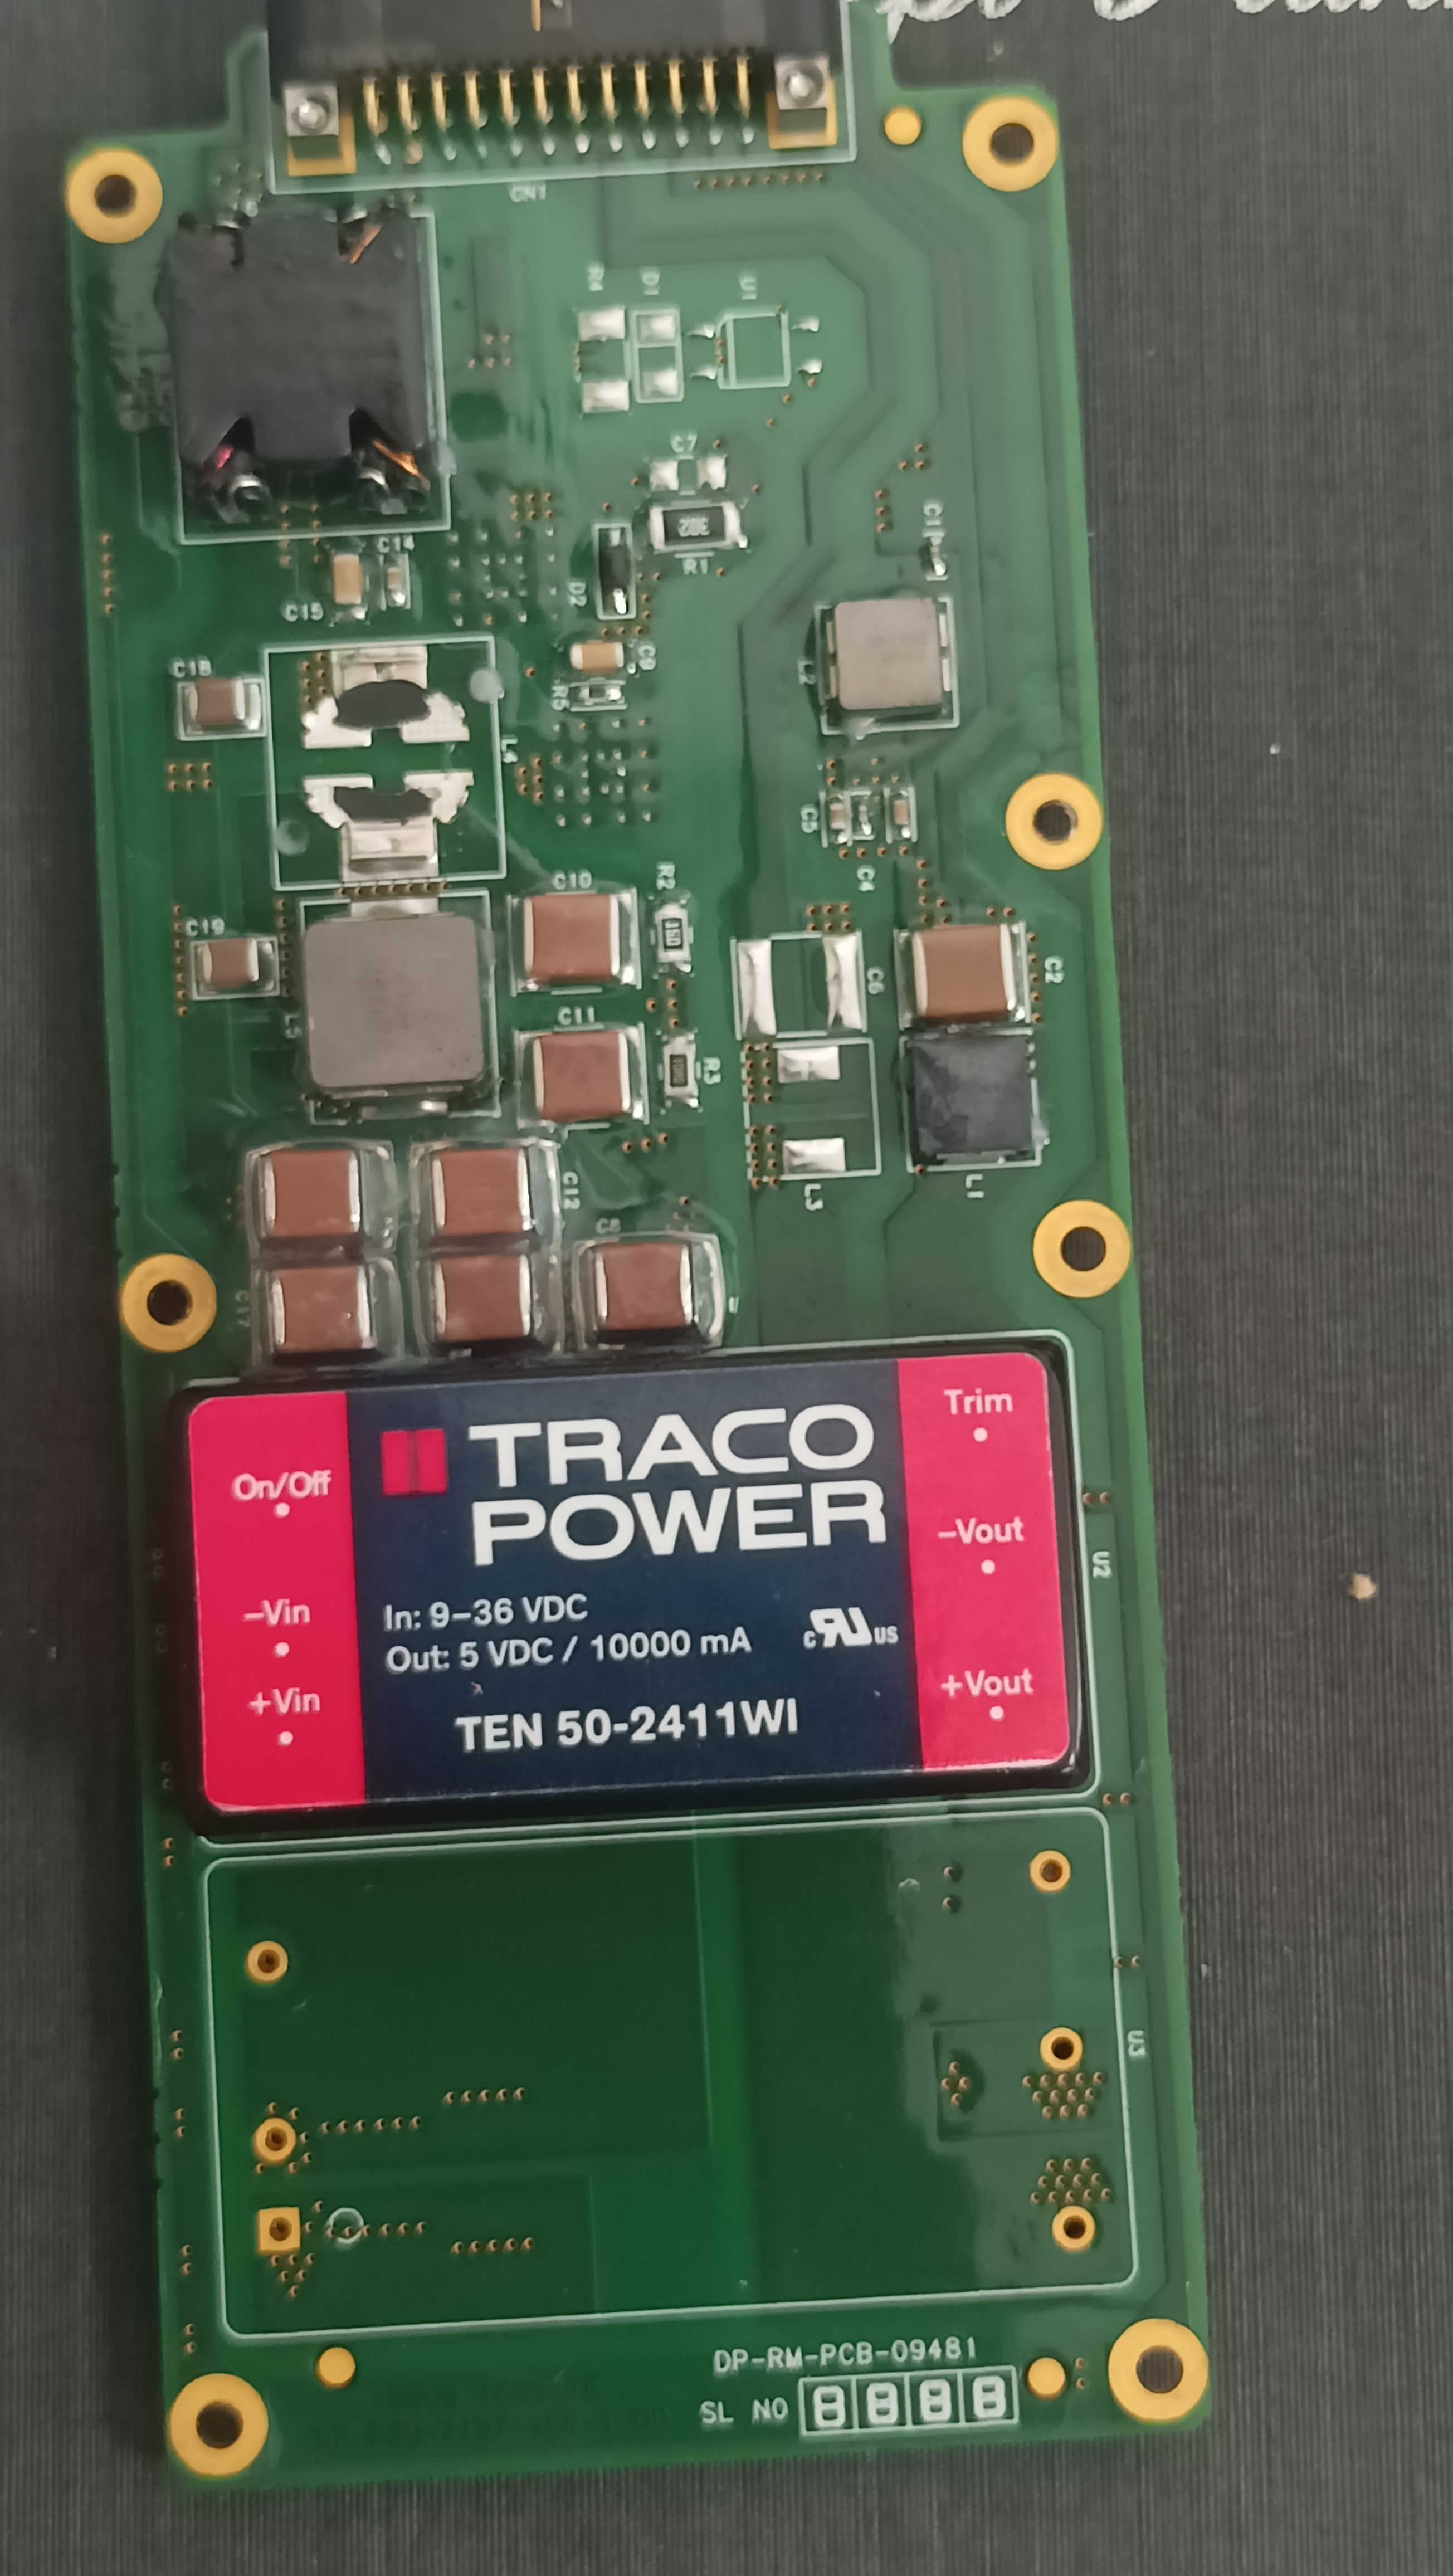 CN1
R4
D1
U1
C7
302
R1
C1
C14
C15
D2
C9
R5
C18
L2
L4
C5
C4
C10
R2
C19
L5
C6
C2
C11
R3
C12
L3
L1
C8
C17
TRACO
POWER
On/Off
-Vin
+Vin
Trim
-Vout
+Vout
In: 9-36 VDC
Out: 5 VDC / 10000 mA
c RU us
TEN 50-2411WI
U2
U3
DP-RM-PCB-09481
SL NO 8888